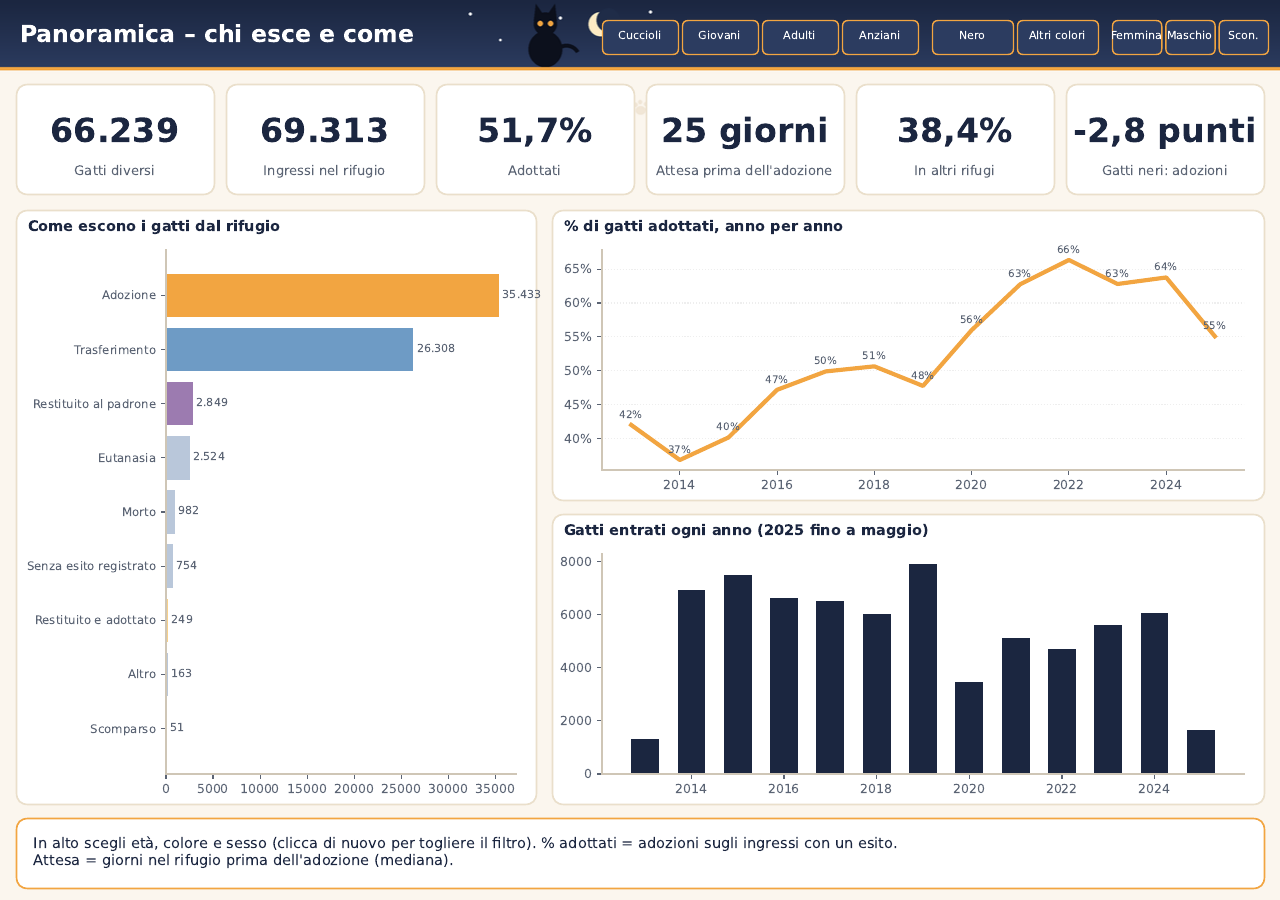 Panoramica – chi esce e come
Cuccioli
Giovani
Adulti
Anziani
Nero
Altri colori
Femmina
Maschio
Scon.
66.239
Gatti diversi
69.313
Ingressi nel rifugio
51,7%
Adottati
25 giorni
Attesa prima dell'adozione
38,4%
In altri rifugi
-2,8 punti
Gatti neri: adozioni
Come escono i gatti dal rifugio
Adozione
35.433
Trasferimento
26.308
Restituito al padrone
2.849
Eutanasia
2.524
Morto
982
Senza esito registrato
754
Restituito e adottato
249
Altro
163
Scomparso
51
0 5000 10000 15000 20000 25000 30000 35000
% di gatti adottati, anno per anno
65%
60%
55%
50%
45%
40%
42%
37%
40%
47%
50%
51%
48%
56%
63%
66%
63%
64%
55%
2014 2016 2018 2020 2022 2024
Gatti entrati ogni anno (2025 fino a maggio)
8000
6000
4000
2000
0
2014 2016 2018 2020 2022 2024
In alto scegli età, colore e sesso (clicca di nuovo per togliere il filtro). % adottati = adozioni sugli ingressi con un esito.
Attesa = giorni nel rifugio prima dell'adozione (mediana).